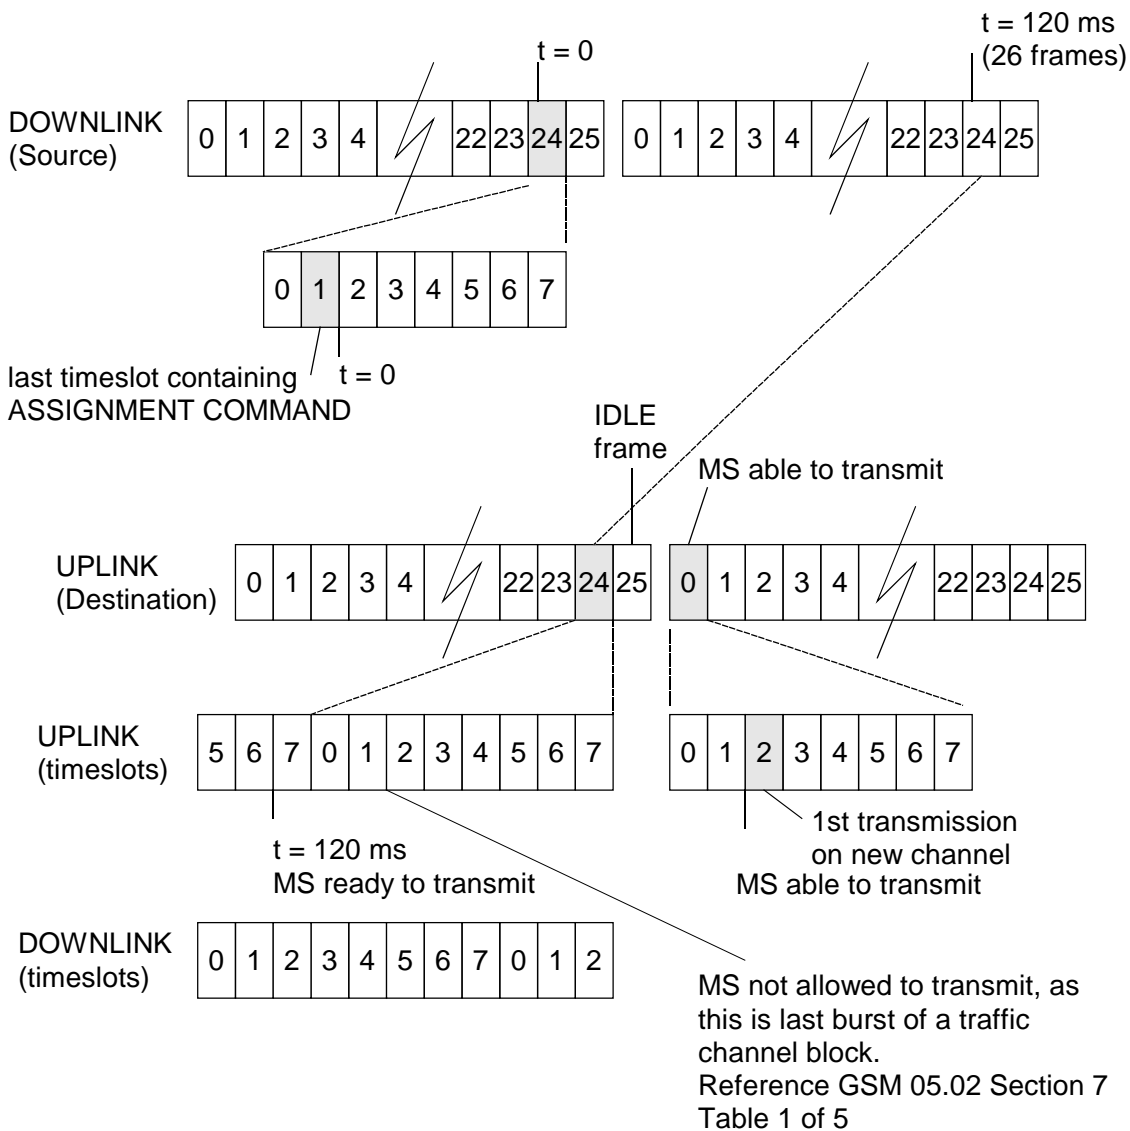 t = 120 ms
(26 frames)
t = 0
DOWNLINK
(Source)
0 1 2 3 4 22 23 24 25 0 1 2 3 4 22 23 24 25
0 1 2 3 4 5 6 7
t = 0
last timeslot containing
ASSIGNMENT COMMAND
IDLE
frame
MS able to transmit
UPLINK
(Destination)
0 1 2 3 4 22 23 24 25 0 1 2 3 4 22 23 24 25
UPLINK
(timeslots)
5 6 7 0 1 2 3 4 5 6 7 0 1 2 3 4 5 6 7
t = 120 ms
MS ready to transmit
1st transmission
on new channel
MS able to transmit
DOWNLINK
(timeslots)
0 1 2 3 4 5 6 7 0 1 2
MS not allowed to transmit, as
this is last burst of a traffic
channel block.
Reference GSM 05.02 Section 7
Table 1 of 5